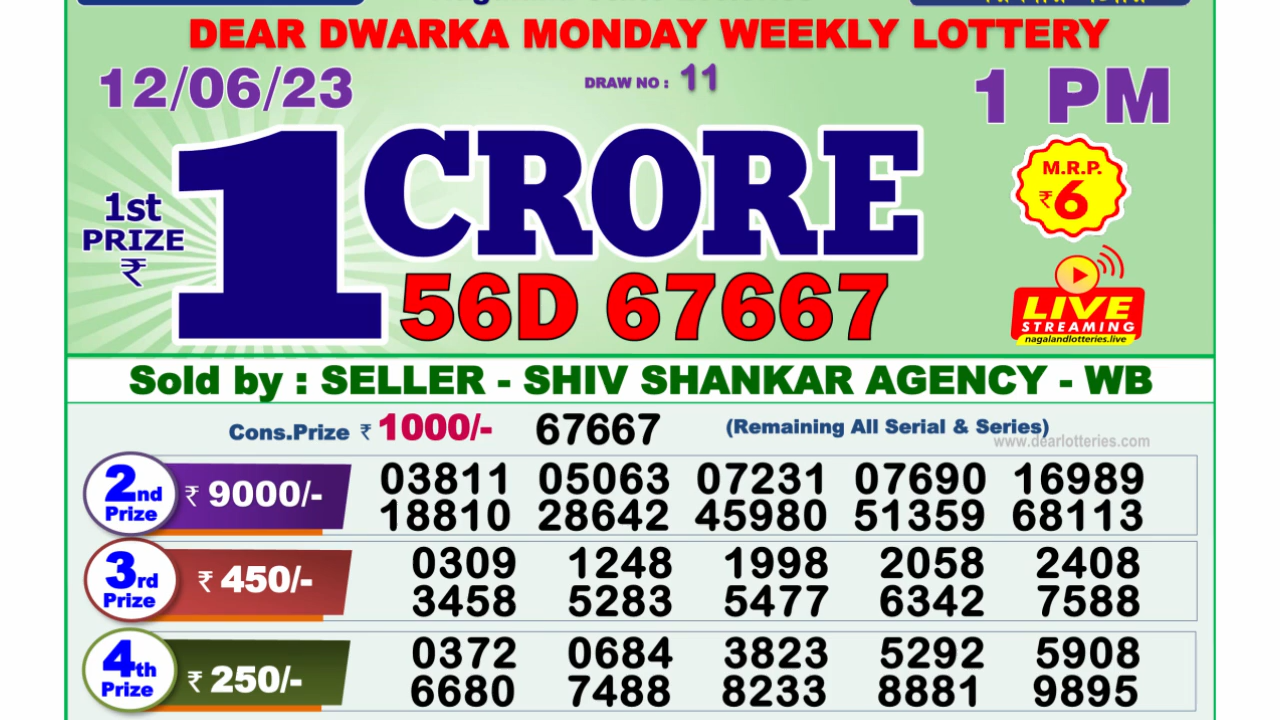 DEAR DWARKA MONDAY WEEKLY LOTTERY
12/06/23
DRAW NO : 11
1 PM
1st
PRIZE
₹
1 CRORE
56D 67667
M.R.P.
₹6
LIVE
STREAMING
nagalandlotteries.live
Sold by : SELLER - SHIV SHANKAR AGENCY - WB
Cons.Prize ₹ 1000/- 67667 (Remaining All Serial & Series)
www.dearlotteries.com
2nd Prize ₹ 9000/-
03811 05063 07231 07690 16989
18810 28642 45980 51359 68113
3rd Prize ₹ 450/-
0309 1248 1998 2058 2408
3458 5283 5477 6342 7588
4th Prize ₹ 250/-
0372 0684 3823 5292 5908
6680 7488 8233 8881 9895